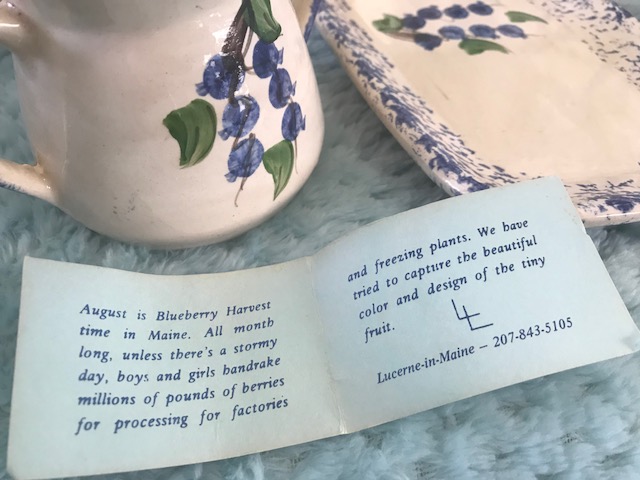 August is Blueberry Harvest
time in Maine. All month
long, unless there's a stormy
day, boys and girls handrake
millions of pounds of berries
for processing for factories
and freezing plants. We have
tried to capture the beautiful
color and design of the tiny
fruit.
Lucerne-in-Maine — 207-843-5105